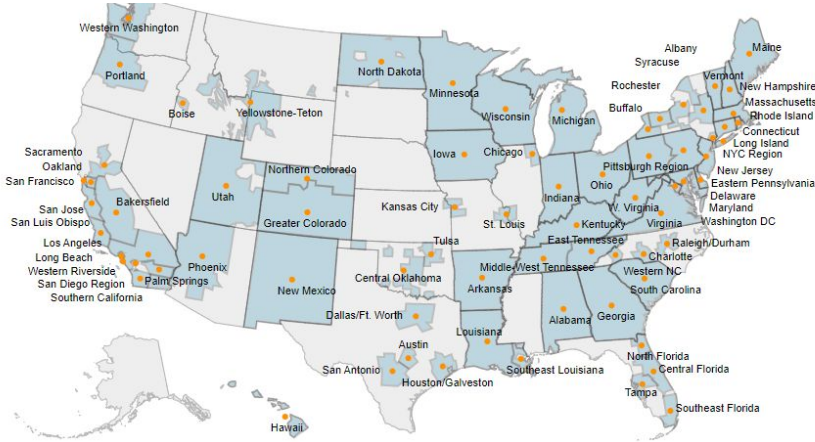 Western Washington
Portland
Boise
Yellowstone-Teton
North Dakota
Minnesota
Wisconsin
Michigan
Iowa
Chicago
Albany
Syracuse
Rochester
Buffalo
Maine
Vermont
New Hampshire
Massachusetts
Rhode Island
Connecticut
Long Island
NYC Region
Pittsburgh Region
New Jersey
Eastern Pennsylvania
Delaware
Maryland
Washington DC
Sacramento
Oakland
San Francisco
Bakersfield
San Jose
San Luis Obispo
Los Angeles
Long Beach
Western Riverside
San Diego Region
Southern California
Palm Springs
Utah
Northern Colorado
Greater Colorado
Kansas City
St. Louis
Indiana
Ohio
W. Virginia
Virginia
Kentucky
East Tennessee
Middle-West Tennessee
Raleigh/Durham
Charlotte
Western NC
South Carolina
Phoenix
New Mexico
Tulsa
Central Oklahoma
Arkansas
Dallas/Ft. Worth
Austin
San Antonio
Houston/Galveston
Louisiana
Southeast Louisiana
Alabama
Georgia
North Florida
Central Florida
Tampa
Southeast Florida
Hawaii